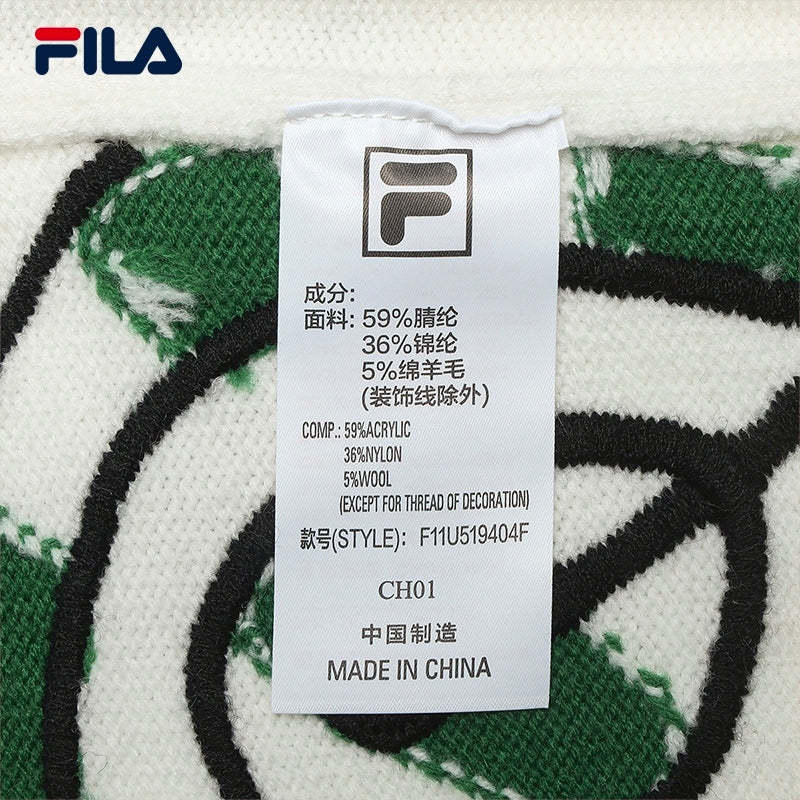 FILA
F
成分:
面料: 59%腈纶
36%锦纶
5%绵羊毛
(装饰线除外)
COMP.: 59%ACRYLIC
36%NYLON
5%WOOL
(EXCEPT FOR THREAD OF DECORATION)
款号(STYLE): F11U519404F
CH01
中国制造
MADE IN CHINA